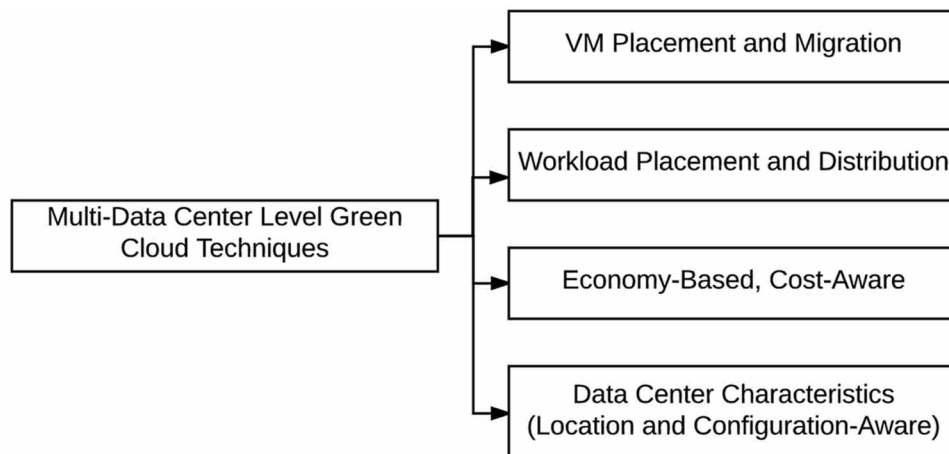 VM Placement and Migration
Workload Placement and Distribution
Multi-Data Center Level Green
Cloud Techniques
Economy-Based, Cost-Aware
Data Center Characteristics
(Location and Configuration-Aware)